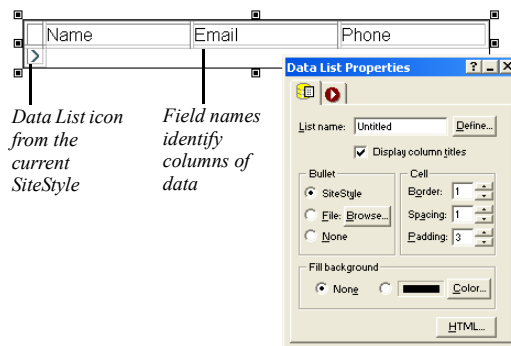 Name Email Phone
Data List icon
from the
current
SiteStyle
Field names
identify
columns of
data
Data List Properties
List name: Untitled Define...
Display column titles
Bullet
SiteStyle
File: Browse...
None
Cell
Border: 1
Spacing: 1
Padding: 3
Fill background
None Color...
HTML...